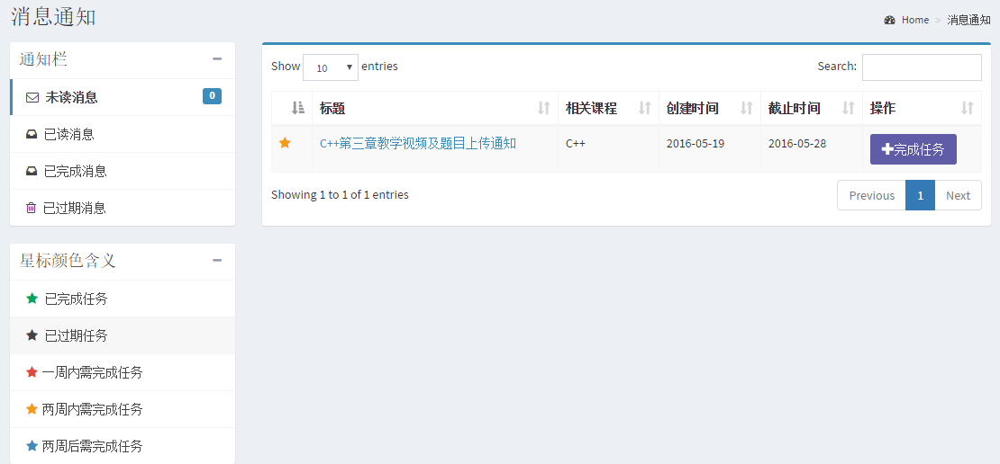 消息通知
Home > 消息通知
通知栏
未读消息 0
已读消息
已完成消息
已过期消息
星标颜色含义
已完成任务
已过期任务
一周内需完成任务
两周内需完成任务
两周后需完成任务
Show 10 entries
Search:
标题 相关课程 创建时间 截止时间 操作
C++第三章教学视频及题目上传通知 C++ 2016-05-19 2016-05-28 完成任务
Showing 1 to 1 of 1 entries
Previous 1 Next